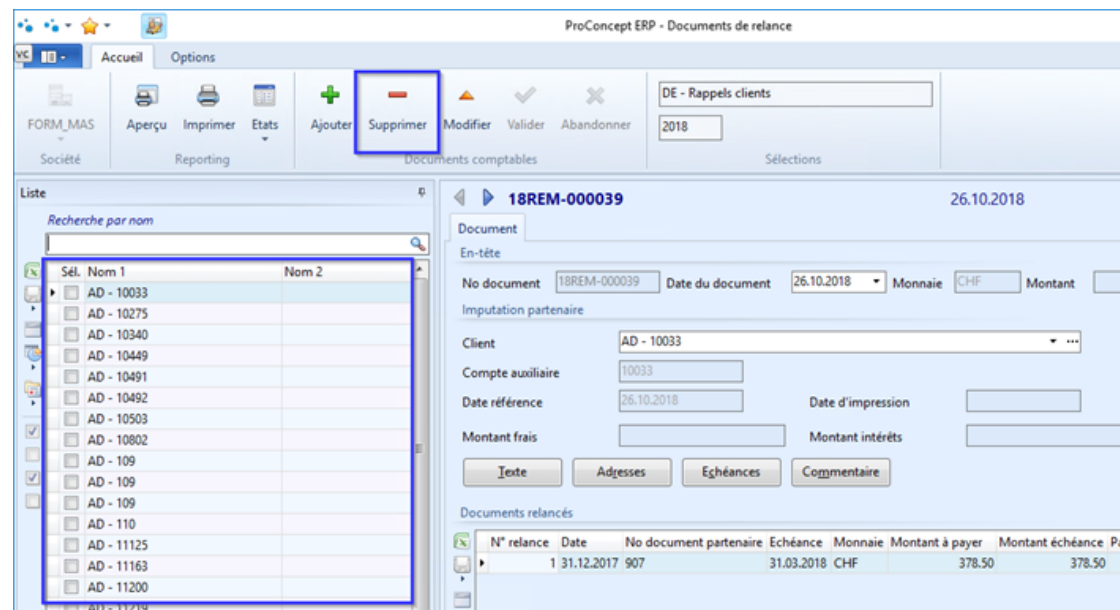 ProConcept ERP - Documents de relance
VC
Accueil Options
FORM_MAS Aperçu Imprimer Etats Ajouter Supprimer Modifier Valider Abandonner
DE - Rappels clients
2018
Société Reporting Documents comptables Sélections
Liste
Recherche par nom
Sél. Nom 1 Nom 2
AD - 10033
AD - 10275
AD - 10340
AD - 10449
AD - 10491
AD - 10492
AD - 10503
AD - 10802
AD - 109
AD - 109
AD - 109
AD - 110
AD - 11125
AD - 11163
AD - 11200
AD - 11219
18REM-000039 26.10.2018
Document
En-tête
No document 18REM-000039 Date du document 26.10.2018 Monnaie CHF Montant
Imputation partenaire
Client AD - 10033
Compte auxiliaire 10033
Date référence 26.10.2018 Date d'impression
Montant frais Montant intérêts
Texte Adresses Echéances Commentaire
Documents relancés
N° relance Date No document partenaire Echéance Monnaie Montant à payer Montant échéance Pa
1 31.12.2017 907 31.03.2018 CHF 378.50 378.50